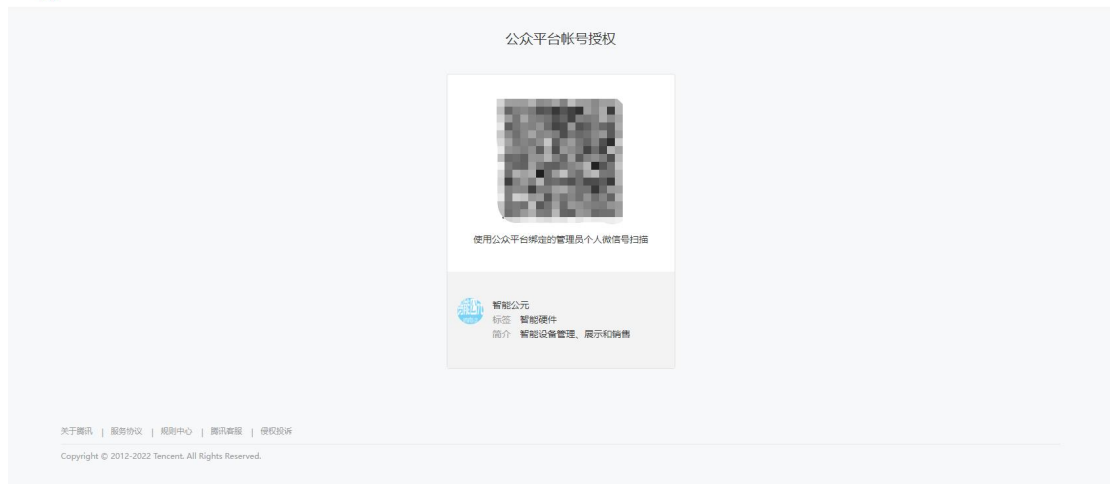 公众平台帐号授权
使用公众平台绑定的管理员个人微信号扫描
智能公元
标签 智能硬件
简介 智能设备管理、展示和销售
关于腾讯 | 服务协议 | 规则中心 | 腾讯客服 | 侵权投诉
Copyright © 2012-2022 Tencent. All Rights Reserved.